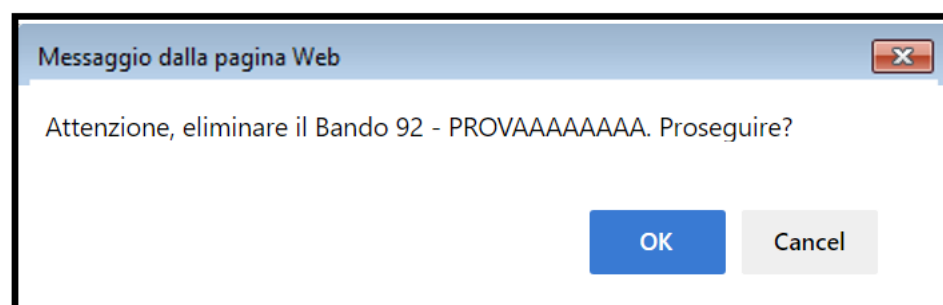 Messaggio dalla pagina Web
Attenzione, eliminare il Bando 92 - PROVAAAAAAAA. Proseguire?
OK
Cancel